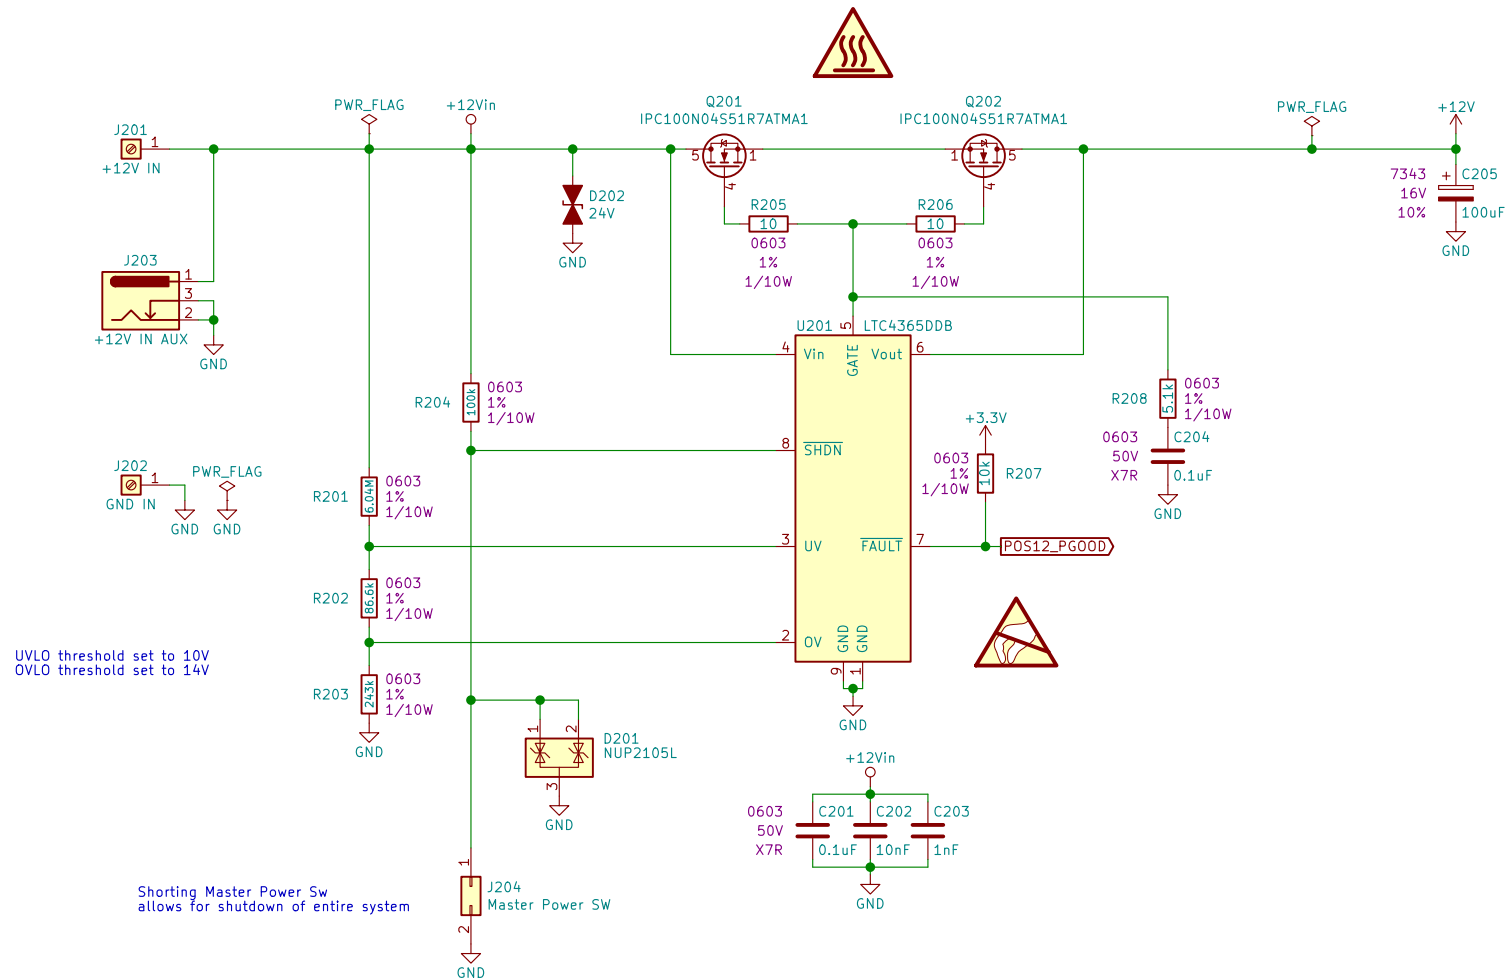 Q201
IPC100N04S51R7ATMA1
Q202
IPC100N04S51R7ATMA1
PWR_FLAG
+12Vin
PWR_FLAG
+12V
J201
1
+12V IN
5
1
4
1
5
4
D202
24V
GND
R205
10
0603
1%
1/10W
R206
10
0603
1%
1/10W
7343
16V
10%
+
C205
100uF
GND
J203
1
3
2
+12V IN AUX
GND
U201
LTC4365DDB
5
GATE
4
Vin
Vout
6
8
SHDN
3
UV
FAULT
7
2
OV
GND
GND
9
1
GND
R204
100k
0603
1%
1/10W
R208
5.1k
0603
1%
1/10W
+3.3V
0603
1%
1/10W
10k
R207
0603
50V
X7R
C204
0.1uF
GND
POS12_PGOOD
J202
1
GND IN
GND
PWR_FLAG
GND
R201
6.04M
0603
1%
1/10W
R202
86.6k
0603
1%
1/10W
R203
243k
0603
1%
1/10W
GND
UVLO threshold set to 10V
OVLO threshold set to 14V
1
2
3
D201
NUP2105L
GND
+12Vin
0603
50V
X7R
C201
0.1uF
C202
10nF
C203
1nF
GND
Shorting Master Power Sw
allows for shutdown of entire system
1
J204
Master Power SW
2
GND